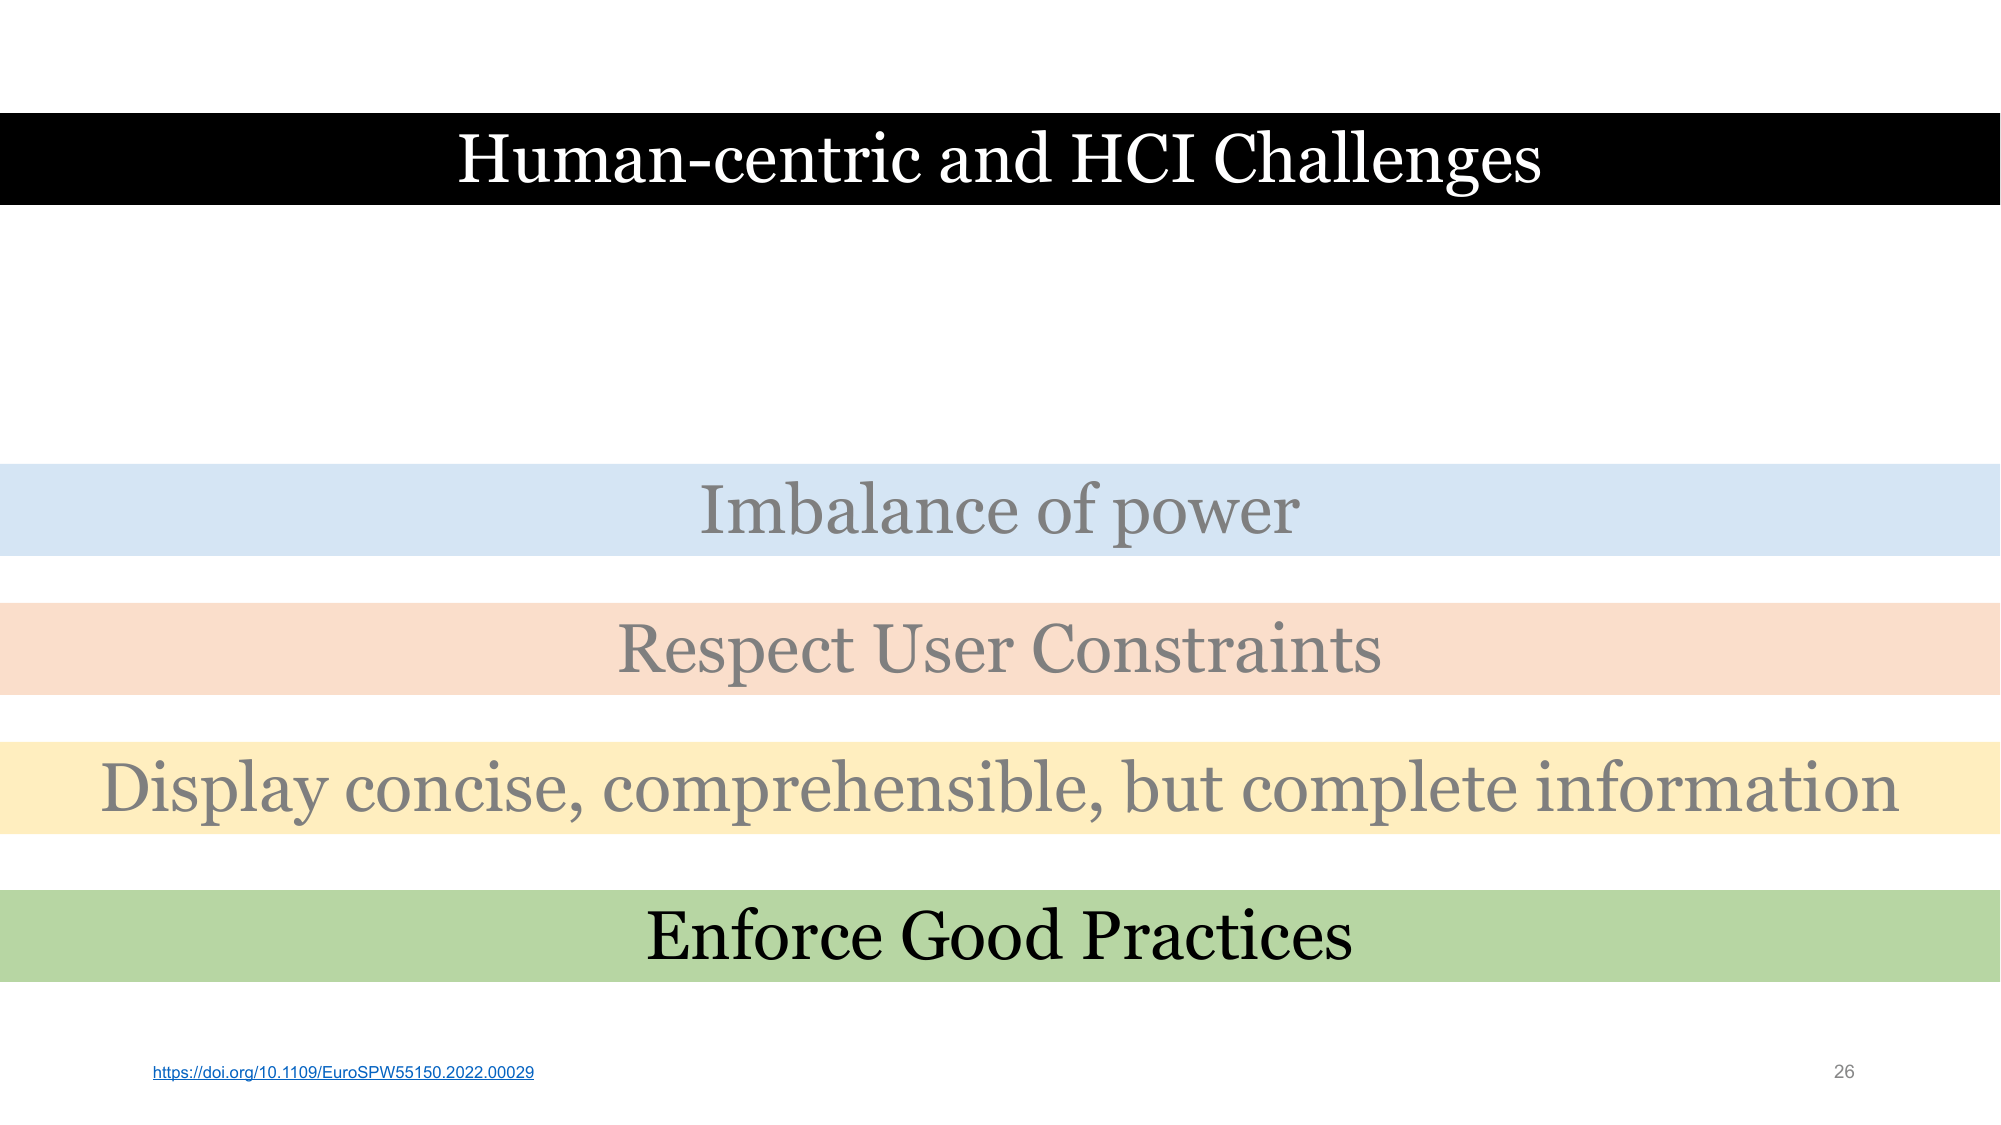 Human-centric and HCI Challenges
Imbalance of power
Respect User Constraints
Display concise, comprehensible, but complete information
Enforce Good Practices
https://doi.org/10.1109/EuroSPW55150.2022.00029
26